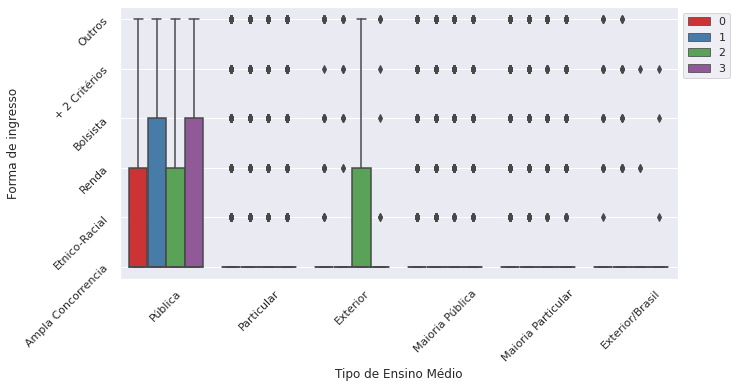 Forma de ingresso
Outros
+ 2 Critérios
Bolsista
Renda
Etnico-Racial
Ampla Concorrencia
0
1
2
3
Pública
Particular
Exterior
Maioria Pública
Maioria Particular
Exterior/Brasil
Tipo de Ensino Médio